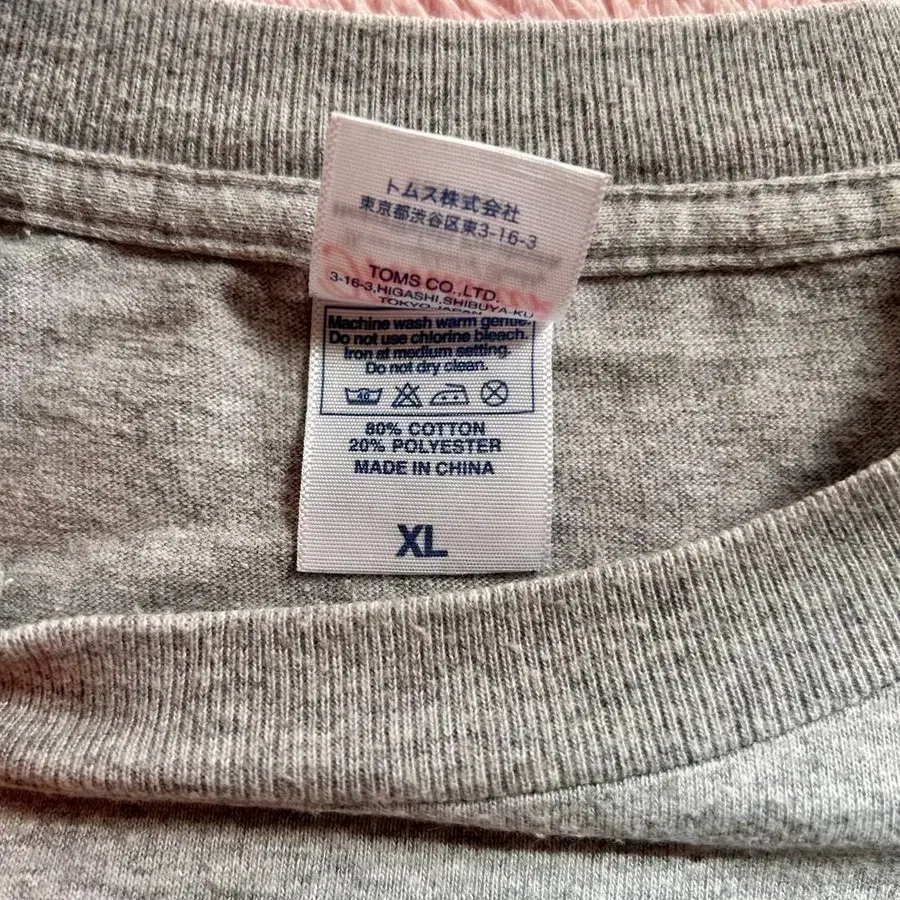 トムス株式会社
東京都渋谷区東3-16-3
TOMS CO.,LTD.
3-16-3,HIGASHI,SHIBUYA-KU
TOKYO,JAPAN
Machine wash warm gentle.
Do not use chlorine bleach.
Iron at medium setting.
Do not dry clean.
40
80% COTTON
20% POLYESTER
MADE IN CHINA
XL